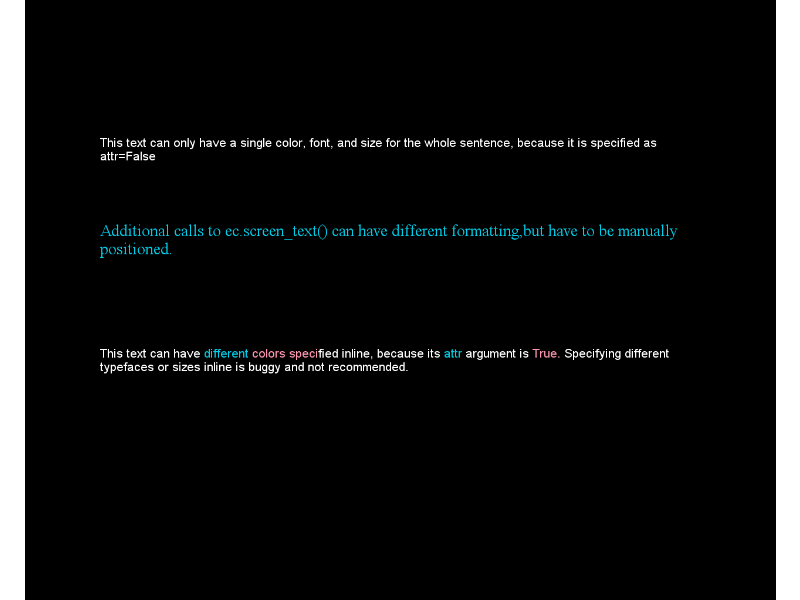 This text can only have a single color, font, and size for the whole sentence, because it is specified as
attr=False
Additional calls to ec.screen_text() can have different formatting,but have to be manually
positioned.
This text can have different colors specified inline, because its attr argument is True. Specifying different
typefaces or sizes inline is buggy and not recommended.